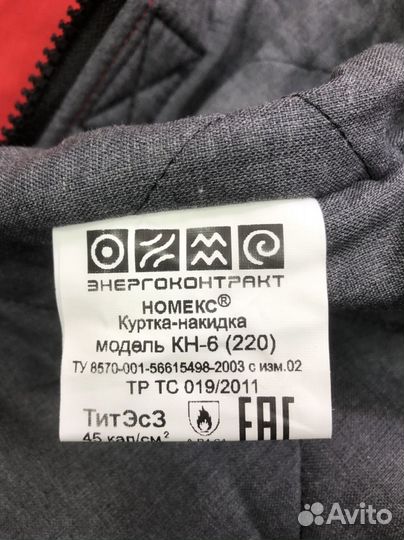 ЭНЕРГОКОНТРАКТ
НОМЕКС®
Куртка-накидка
модель КН-6 (220)
ТУ 8570-001-56615498-2003 с изм.02
ТР ТС 019/2011
ТитЭсЗ
45 кал/см²
EAC
Avito